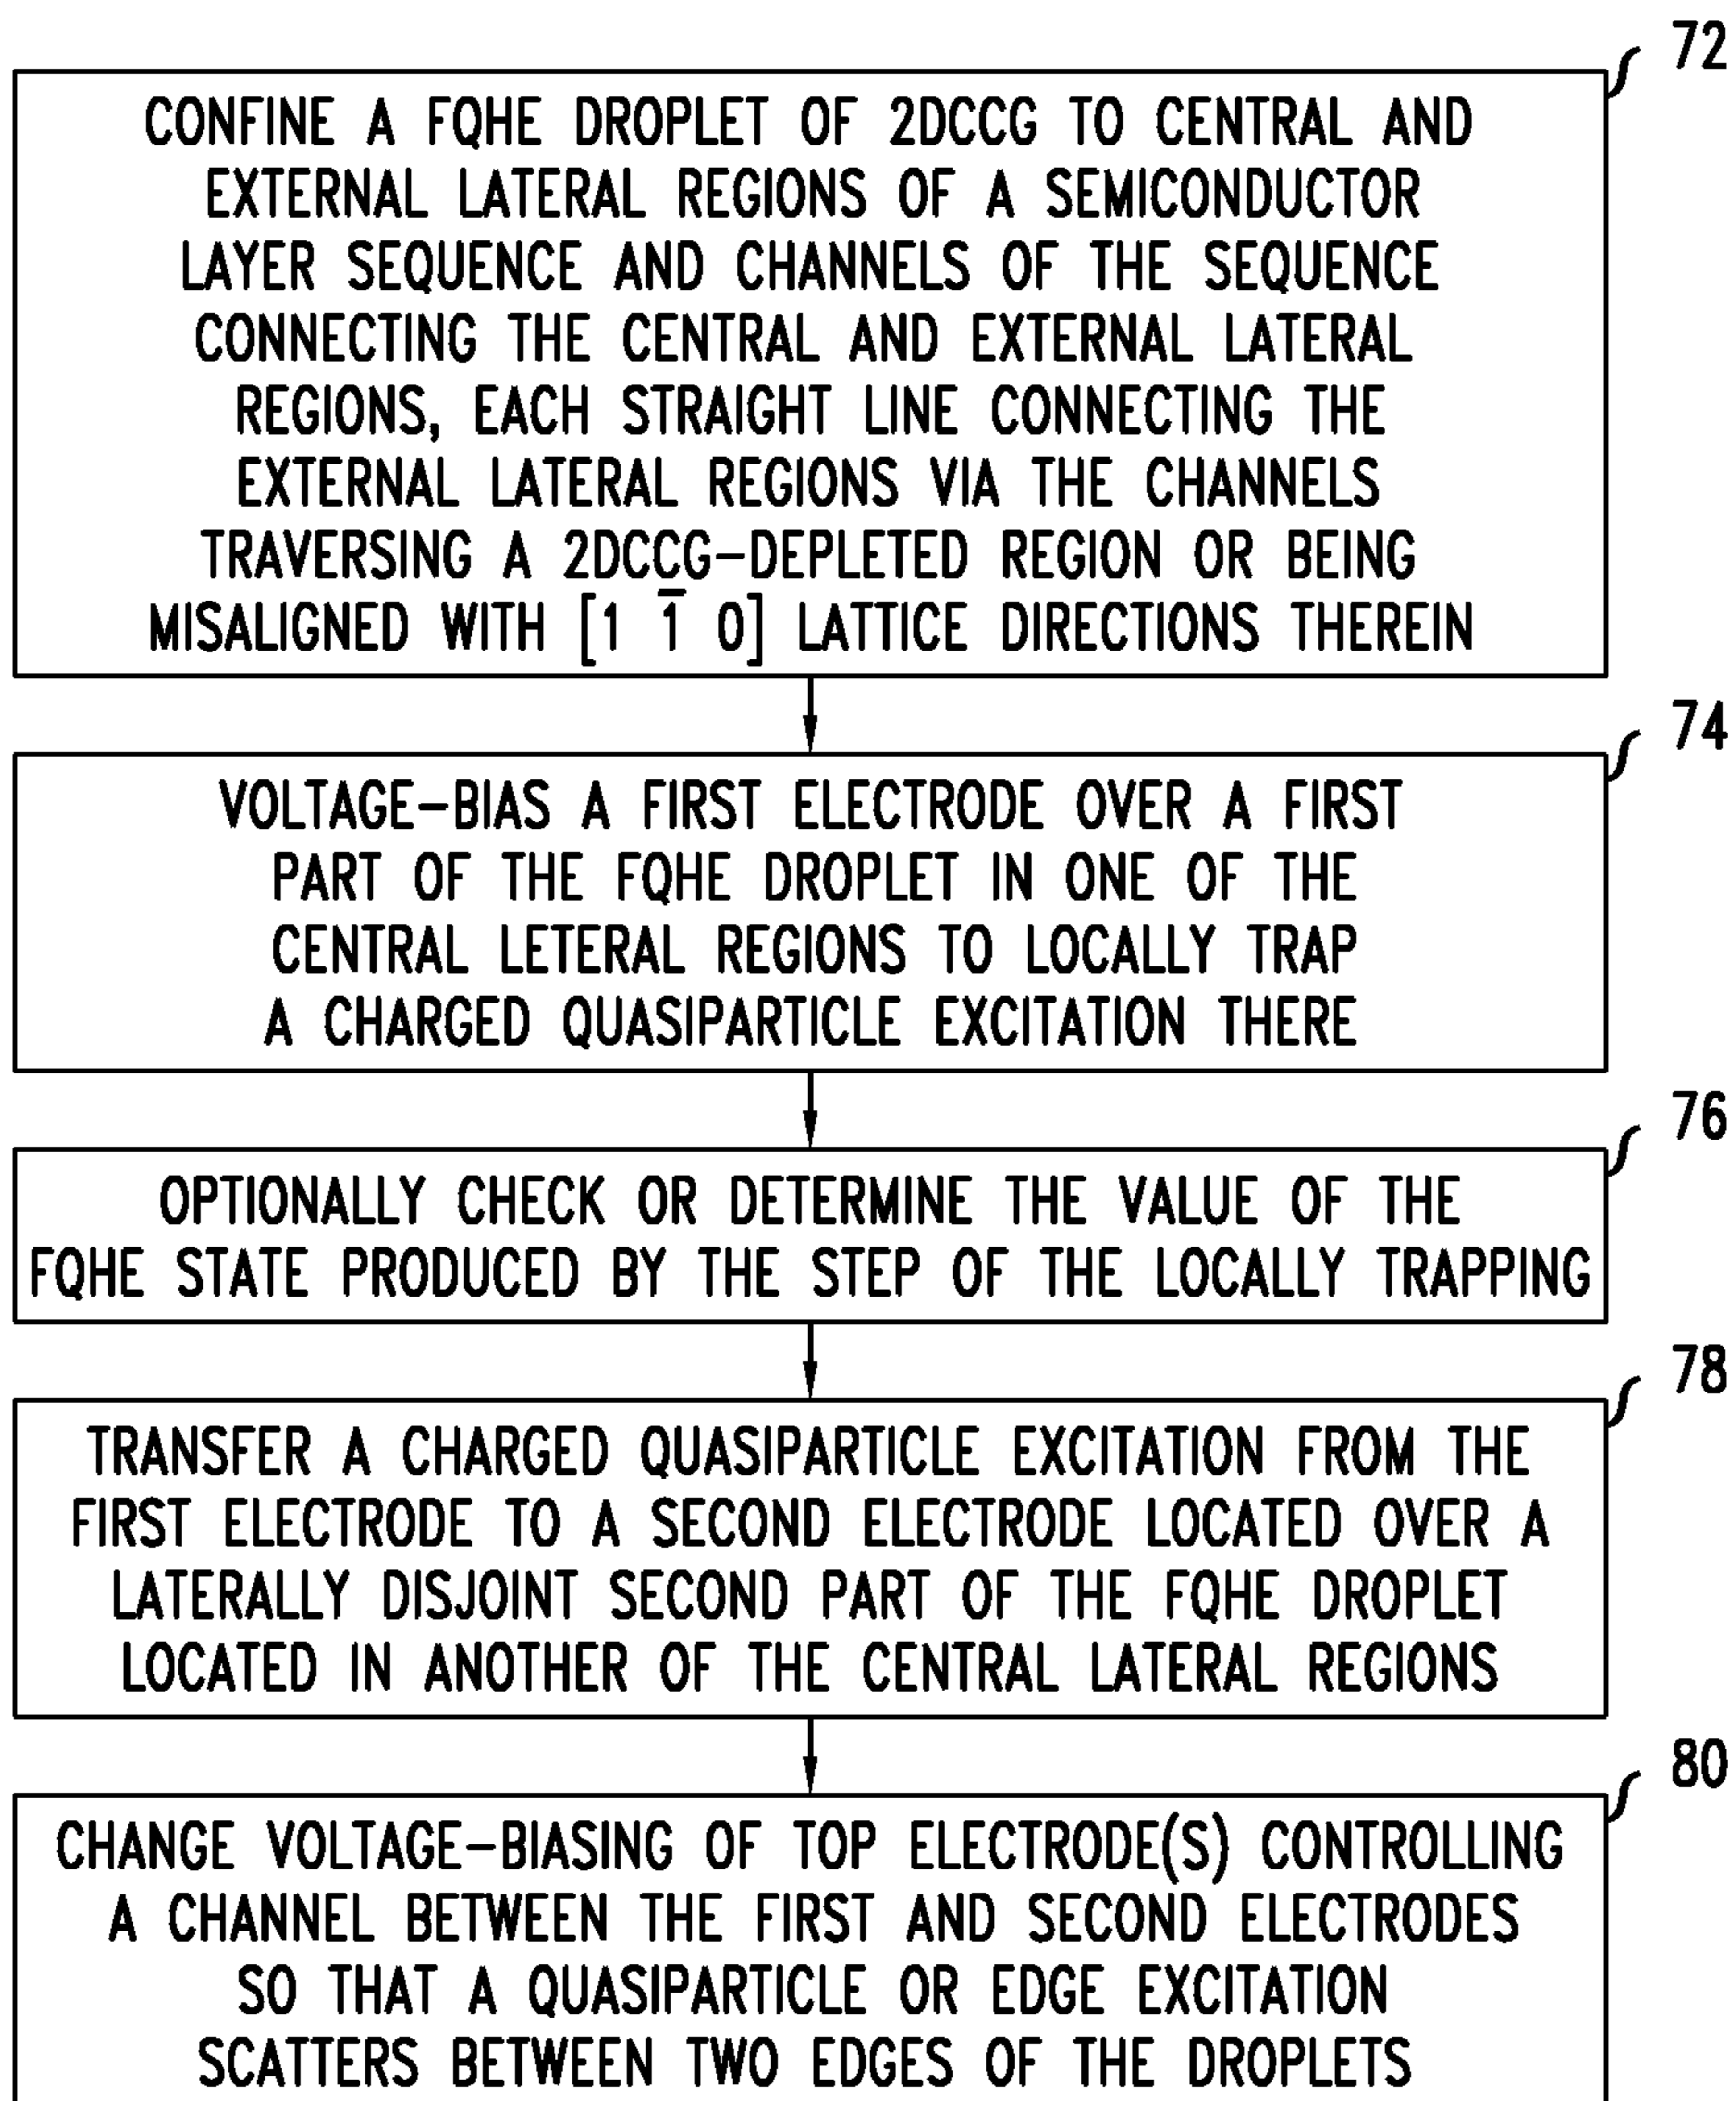 72
CONFINE A FQHE DROPLET OF 2DCCG TO CENTRAL AND
EXTERNAL LATERAL REGIONS OF A SEMICONDUCTOR
LAYER SEQUENCE AND CHANNELS OF THE SEQUENCE
CONNECTING THE CENTRAL AND EXTERNAL LATERAL
REGIONS, EACH STRAIGHT LINE CONNECTING THE
EXTERNAL LATERAL REGIONS VIA THE CHANNELS
TRAVERSING A 2DCCG-DEPLETED REGION OR BEING
MISALIGNED WITH [1 1̅ 0] LATTICE DIRECTIONS THEREIN
74
VOLTAGE-BIAS A FIRST ELECTRODE OVER A FIRST
PART OF THE FQHE DROPLET IN ONE OF THE
CENTRAL LETERAL REGIONS TO LOCALLY TRAP
A CHARGED QUASIPARTICLE EXCITATION THERE
76
OPTIONALLY CHECK OR DETERMINE THE VALUE OF THE
FQHE STATE PRODUCED BY THE STEP OF THE LOCALLY TRAPPING
78
TRANSFER A CHARGED QUASIPARTICLE EXCITATION FROM THE
FIRST ELECTRODE TO A SECOND ELECTRODE LOCATED OVER A
LATERALLY DISJOINT SECOND PART OF THE FQHE DROPLET
LOCATED IN ANOTHER OF THE CENTRAL LATERAL REGIONS
80
CHANGE VOLTAGE-BIASING OF TOP ELECTRODE(S) CONTROLLING
A CHANNEL BETWEEN THE FIRST AND SECOND ELECTRODES
SO THAT A QUASIPARTICLE OR EDGE EXCITATION
SCATTERS BETWEEN TWO EDGES OF THE DROPLETS